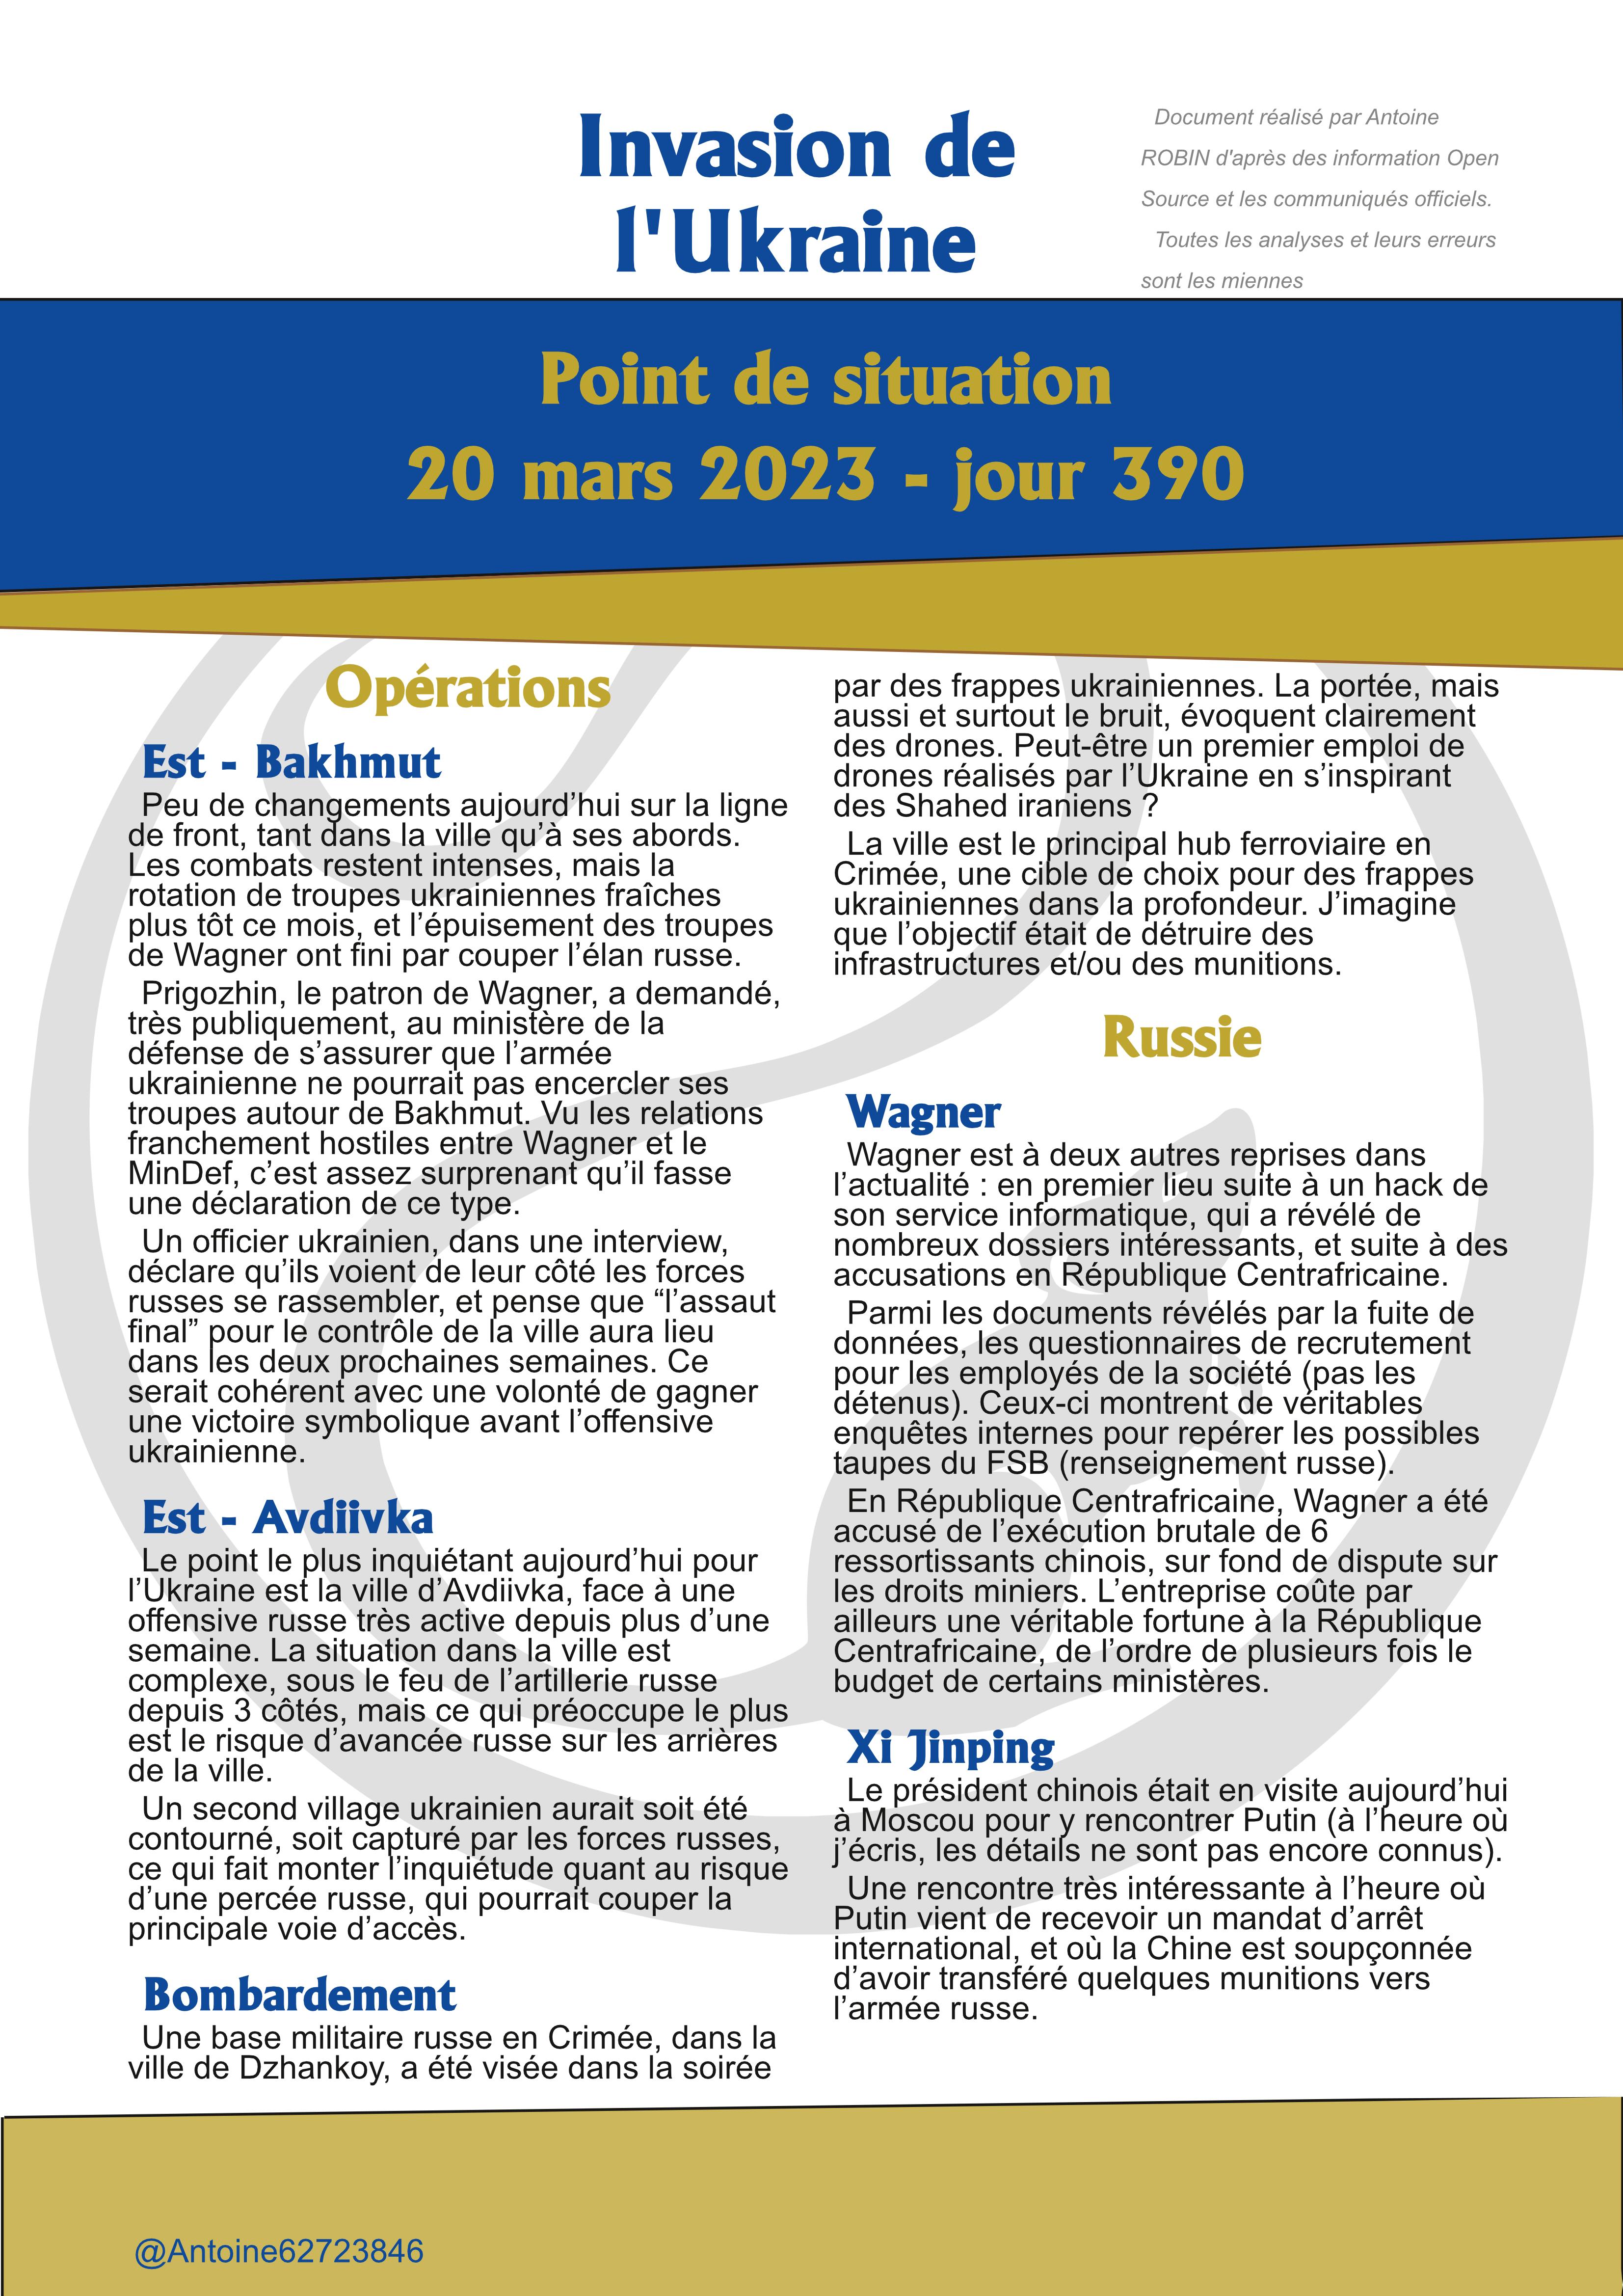 Invasion de
l'Ukraine
Document réalisé par Antoine
ROBIN d'après des information Open
Source et les communiqués officiels.
Toutes les analyses et leurs erreurs
sont les miennes
Point de situation
20 mars 2023 - jour 390
Opérations
Est - Bakhmut
Peu de changements aujourd’hui sur la ligne
de front, tant dans la ville qu’à ses abords.
Les combats restent intenses, mais la
rotation de troupes ukrainiennes fraîches
plus tôt ce mois, et l’épuisement des troupes
de Wagner ont fini par couper l’élan russe.
Prigozhin, le patron de Wagner, a demandé,
très publiquement, au ministère de la
défense de s’assurer que l’armée
ukrainienne ne pourrait pas encercler ses
troupes autour de Bakhmut. Vu les relations
franchement hostiles entre Wagner et le
MinDef, c’est assez surprenant qu’il fasse
une déclaration de ce type.
Un officier ukrainien, dans une interview,
déclare qu’ils voient de leur côté les forces
russes se rassembler, et pense que “l’assaut
final” pour le contrôle de la ville aura lieu
dans les deux prochaines semaines. Ce
serait cohérent avec une volonté de gagner
une victoire symbolique avant l’offensive
ukrainienne.
Est - Avdiivka
Le point le plus inquiétant aujourd’hui pour
l’Ukraine est la ville d’Avdiivka, face à une
offensive russe très active depuis plus d’une
semaine. La situation dans la ville est
complexe, sous le feu de l’artillerie russe
depuis 3 côtés, mais ce qui préoccupe le plus
est le risque d’avancée russe sur les arrières
de la ville.
Un second village ukrainien aurait soit été
contourné, soit capturé par les forces russes,
ce qui fait monter l’inquiétude quant au risque
d’une percée russe, qui pourrait couper la
principale voie d’accès.
Bombardement
Une base militaire russe en Crimée, dans la
ville de Dzhankoy, a été visée dans la soirée
par des frappes ukrainiennes. La portée, mais
aussi et surtout le bruit, évoquent clairement
des drones. Peut-être un premier emploi de
drones réalisés par l’Ukraine en s’inspirant
des Shahed iraniens ?
La ville est le principal hub ferroviaire en
Crimée, une cible de choix pour des frappes
ukrainiennes dans la profondeur. J’imagine
que l’objectif était de détruire des
infrastructures et/ou des munitions.
Russie
Wagner
Wagner est à deux autres reprises dans
l’actualité : en premier lieu suite à un hack de
son service informatique, qui a révélé de
nombreux dossiers intéressants, et suite à des
accusations en République Centrafricaine.
Parmi les documents révélés par la fuite de
données, les questionnaires de recrutement
pour les employés de la société (pas les
détenus). Ceux-ci montrent de véritables
enquêtes internes pour repérer les possibles
taupes du FSB (renseignement russe).
En République Centrafricaine, Wagner a été
accusé de l’exécution brutale de 6
ressortissants chinois, sur fond de dispute sur
les droits miniers. L’entreprise coûte par
ailleurs une véritable fortune à la République
Centrafricaine, de l’ordre de plusieurs fois le
budget de certains ministères.
Xi Jinping
Le président chinois était en visite aujourd’hui
à Moscou pour y rencontrer Putin (à l’heure où
j’écris, les détails ne sont pas encore connus).
Une rencontre très intéressante à l’heure où
Putin vient de recevoir un mandat d’arrêt
international, et où la Chine est soupçonnée
d’avoir transféré quelques munitions vers
l’armée russe.
@Antoine62723846